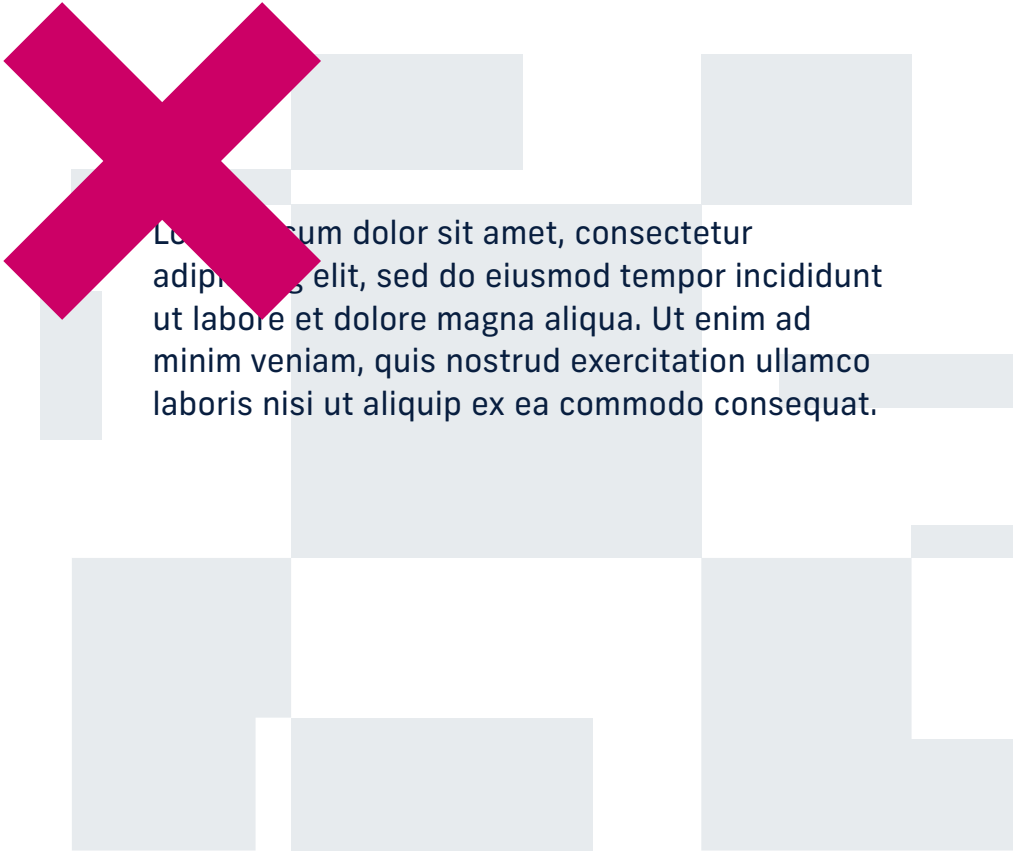 dolor sit amet, consectetur
elit, sed do eiusmod tempor incididunt
ut labore et dolore magna aliqua. Ut enim ad
minim veniam, quis nostrud exercitation ullamco
laboris nisi ut aliquip ex ea commodo consequat.